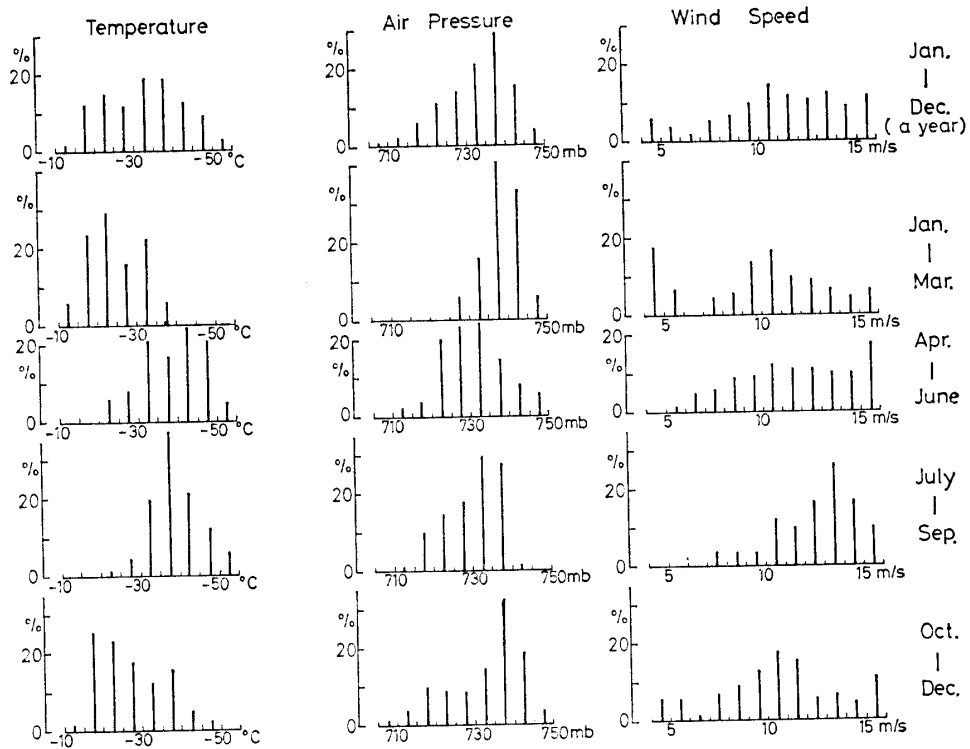 Temperature Air Pressure Wind Speed
% 20 0 -10 -30 -50 °C
% 20 0 710 730 750mb
% 20 0 5 10 15 m/s
Jan.
|
Dec.
( a year)
% 20 0 -10 -30 -50 °C
% 20 0 710 750mb
% 20 0 5 10 15 m/s
Jan.
|
Mar.
% 20 0 -10 -30 -50 °C
% 20 0 710 730 750mb
20 % 0 5 10 15 m/s
Apr.
|
June
% 20 0 -10 -30 -50 °C
% 20 0 710 730 750mb
% 20 0 5 10 15 m/s
July
|
Sep.
% 20 0 -10 -30 -50 °C
% 20 0 710 730 750mb
% 20 0 5 10 15 m/s
Oct.
|
Dec.